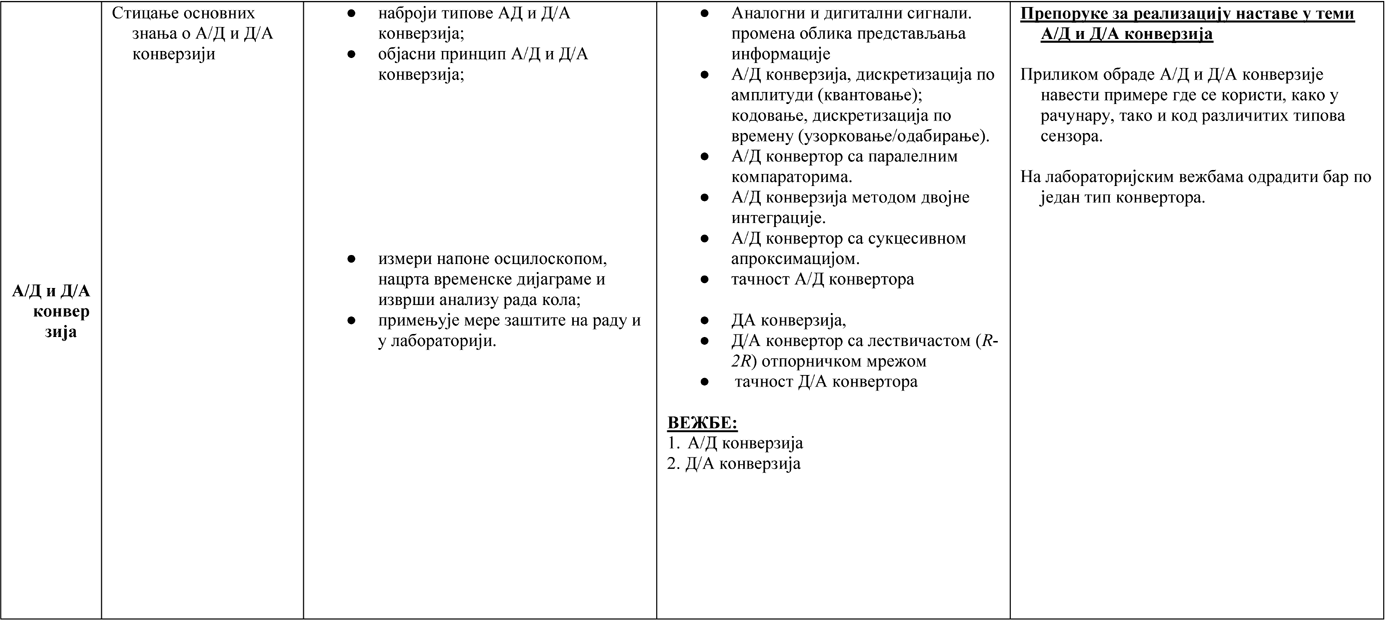 А/Д и Д/А
конвер
зија
Стицање основних
знања о А/Д и Д/А
конверзији
● наброји типове АД и Д/А
конверзија;
● објасни принцип А/Д и Д/А
конверзија;
● измери напоне осцилоскопом,
нацрта временске дијаграме и
изврши анализу рада кола;
● примењује мере заштите на раду и
у лабораторији.
● Аналогни и дигитални сигнали.
промена облика представљања
информације
● А/Д конверзија, дискретизација по
амплитуди (квантовање);
кодовање, дискретизација по
времену (узорковање/одабирање).
● А/Д конвертор са паралелним
компараторима.
● А/Д конверзија методом двојне
интеграције.
● А/Д конвертор са сукцесивном
апроксимацијом.
● тачност А/Д конвертора
● ДА конверзија,
● Д/А конвертор са лествичастом (R-
2R) отпорничком мрежом
● тачност Д/А конвертора
ВЕЖБЕ:
1. А/Д конверзија
2. Д/А конверзија
Препоруке за реализацију наставе у теми
А/Д и Д/А конверзија
Приликом обраде А/Д и Д/А конверзије
навести примере где се користи, како у
рачунару, тако и код различитих типова
сензора.
На лабораторијским вежбама одрадити бар по
један тип конвертора.